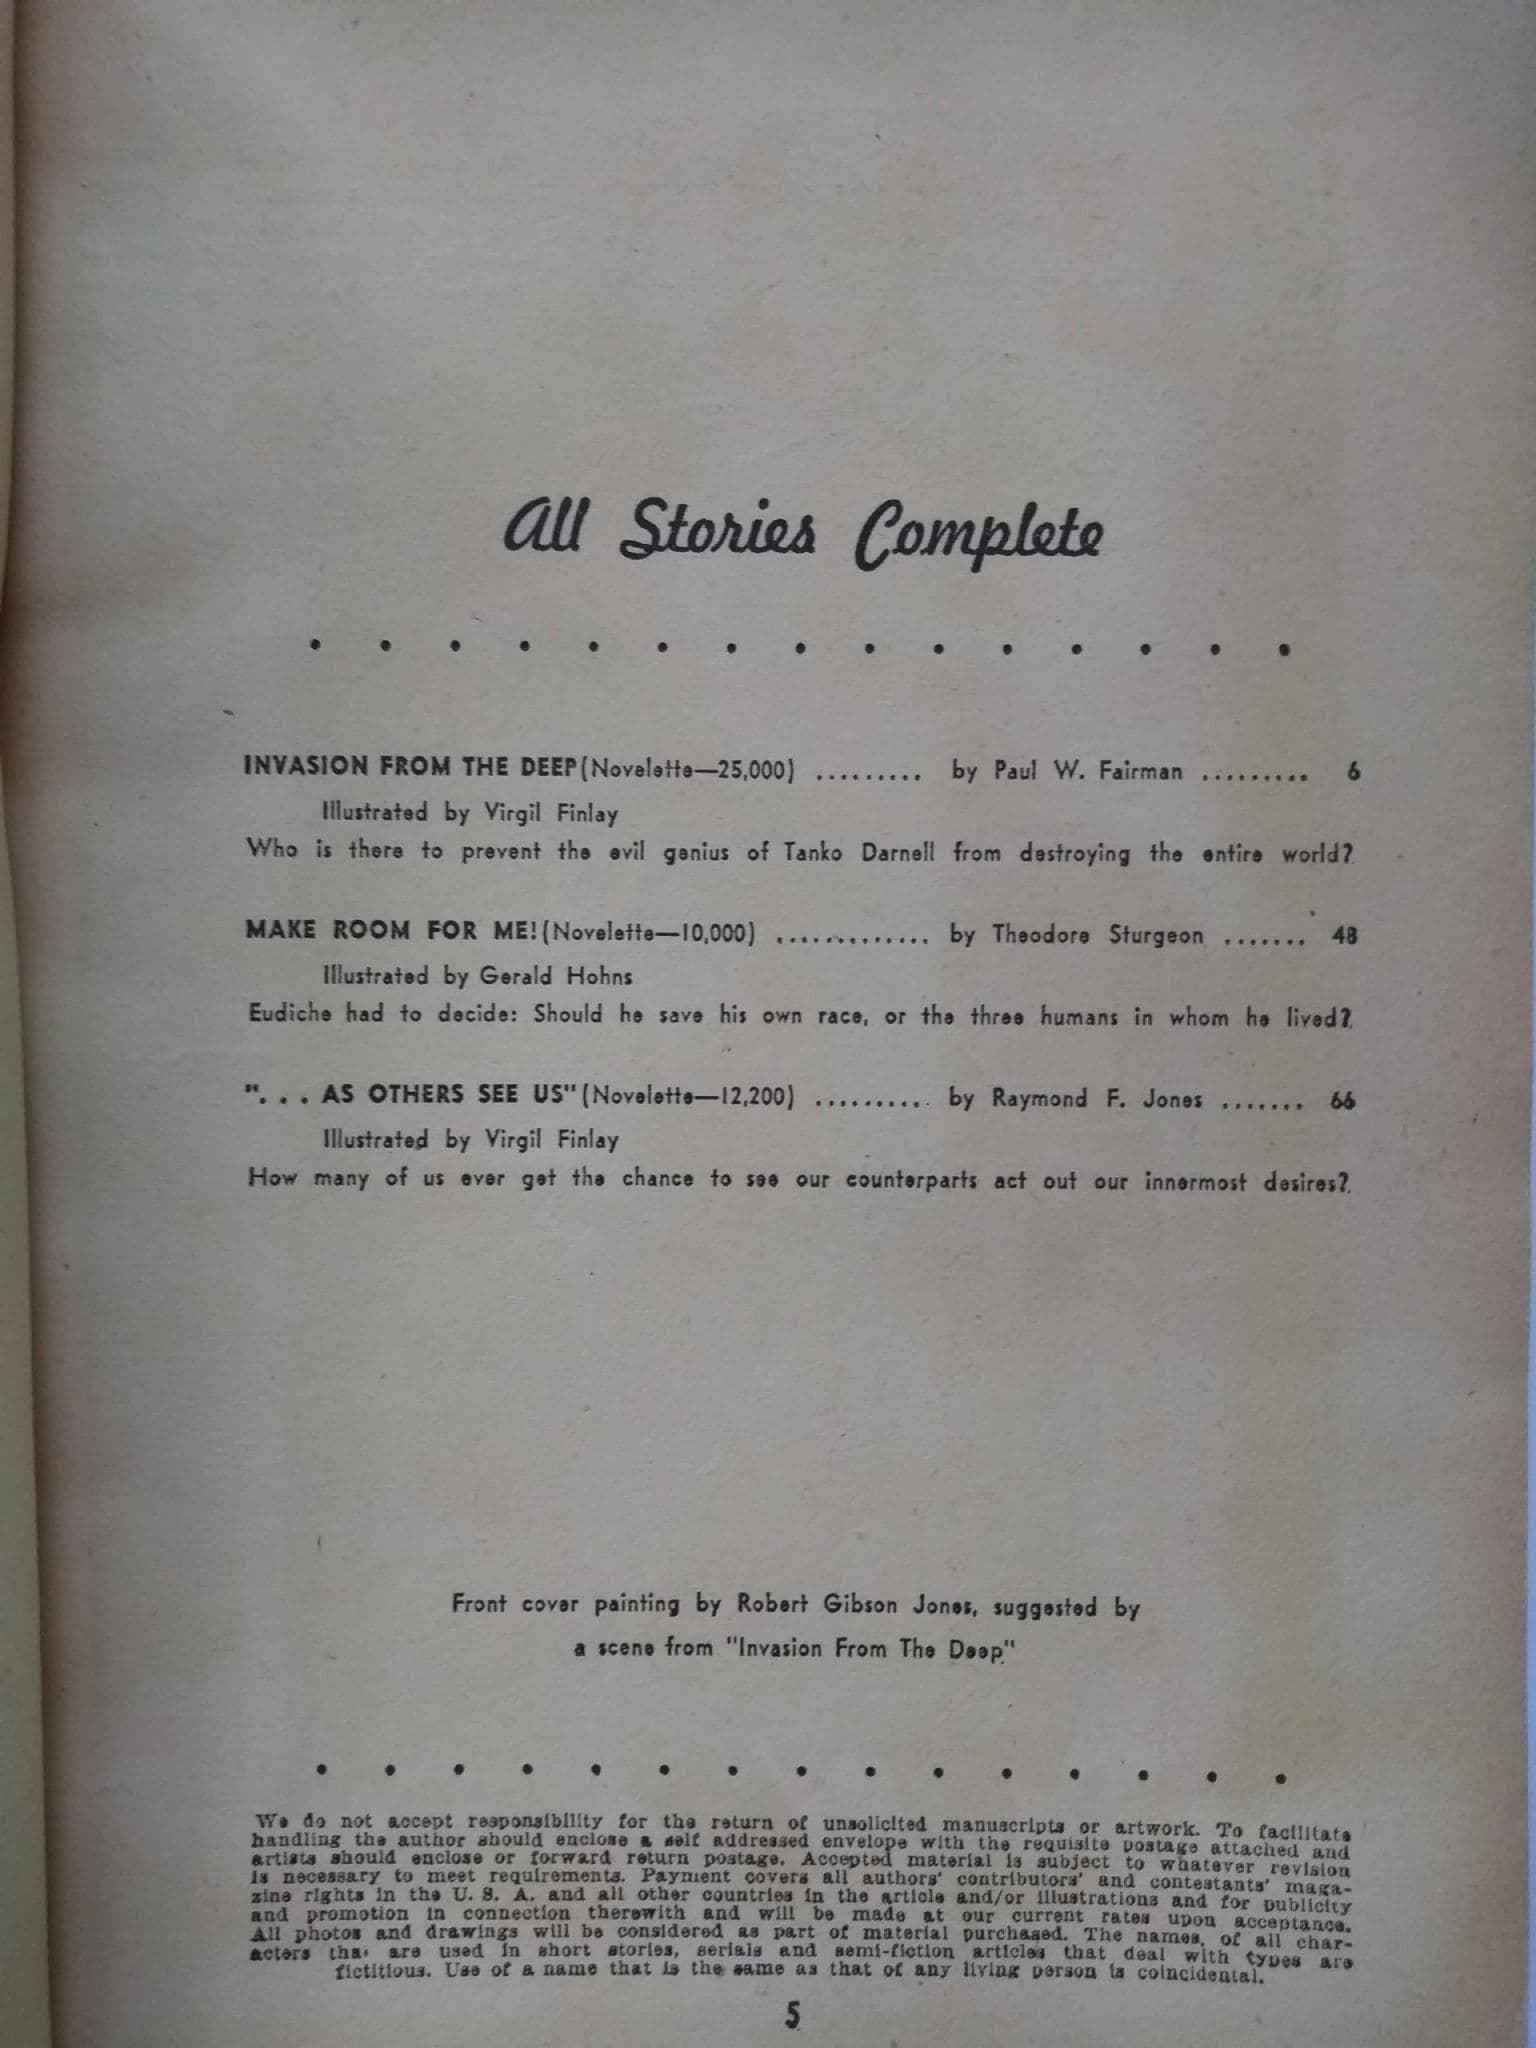 All Stories Complete
. . . . . . . . . . . . . . .
INVASION FROM THE DEEP (Novelette—25,000) ......... by Paul W. Fairman ......... 6
Illustrated by Virgil Finlay
Who is there to prevent the evil genius of Tanko Darnell from destroying the entire world?
MAKE ROOM FOR ME! (Novelette—10,000) ............. by Theodore Sturgeon ....... 48
Illustrated by Gerald Hohns
Eudiche had to decide: Should he save his own race, or the three humans in whom he lived?
". . . AS OTHERS SEE US" (Novelette—12,200) .......... by Raymond F. Jones ....... 66
Illustrated by Virgil Finlay
How many of us ever get the chance to see our counterparts act out our innermost desires?
Front cover painting by Robert Gibson Jones, suggested by
a scene from "Invasion From The Deep"
. . . . . . . . . . . . . . .
We do not accept responsibility for the return of unsolicited manuscripts or artwork. To facilitate
handling the author should enclose a self addressed envelope with the requisite postage attached and
artists should enclose or forward return postage. Accepted material is subject to whatever revision
is necessary to meet requirements. Payment covers all authors' contributors' and contestants' maga-
zine rights in the U. S. A. and all other countries in the article and/or illustrations and for publicity
and promotion in connection therewith and will be made at our current rates upon acceptance.
All photos and drawings will be considered as part of material purchased. The names, of all char-
acters that are used in short stories, serials and semi-fiction articles that deal with types are
fictitious. Use of a name that is the same as that of any living person is coincidental.
5